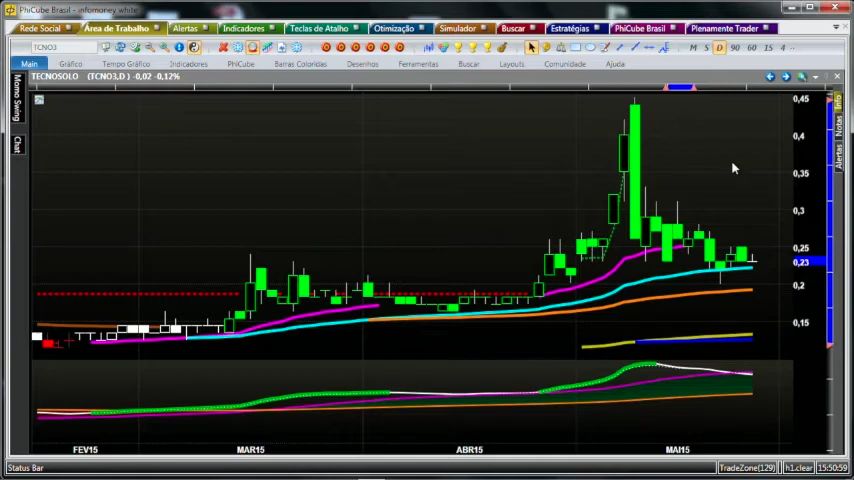 PhiCube Brasil - infomoney white
Rede Social Área de Trabalho Alertas Indicadores Teclas de Atalho Otimização Simulador Buscar Estratégias PhiCube Brasil Plenamente Trader
TCNO3 M S D 90 60 15 4
Main Gráfico Tempo Gráfico Indicadores PhiCube Barras Coloridas Desenhos Ferramentas Buscar Layouts Comunidade Ajuda
TECNOSOLO (TCNO3,D ) -0,02 -0,12%
Momo Swing
Chat
Info
Notas
Alertas
0,45
0,4
0,35
0,3
0,25
0,23
0,2
0,15
FEV15 MAR15 ABR15 MAI15
Status Bar TradeZone(129) h1.clear 15:50:59